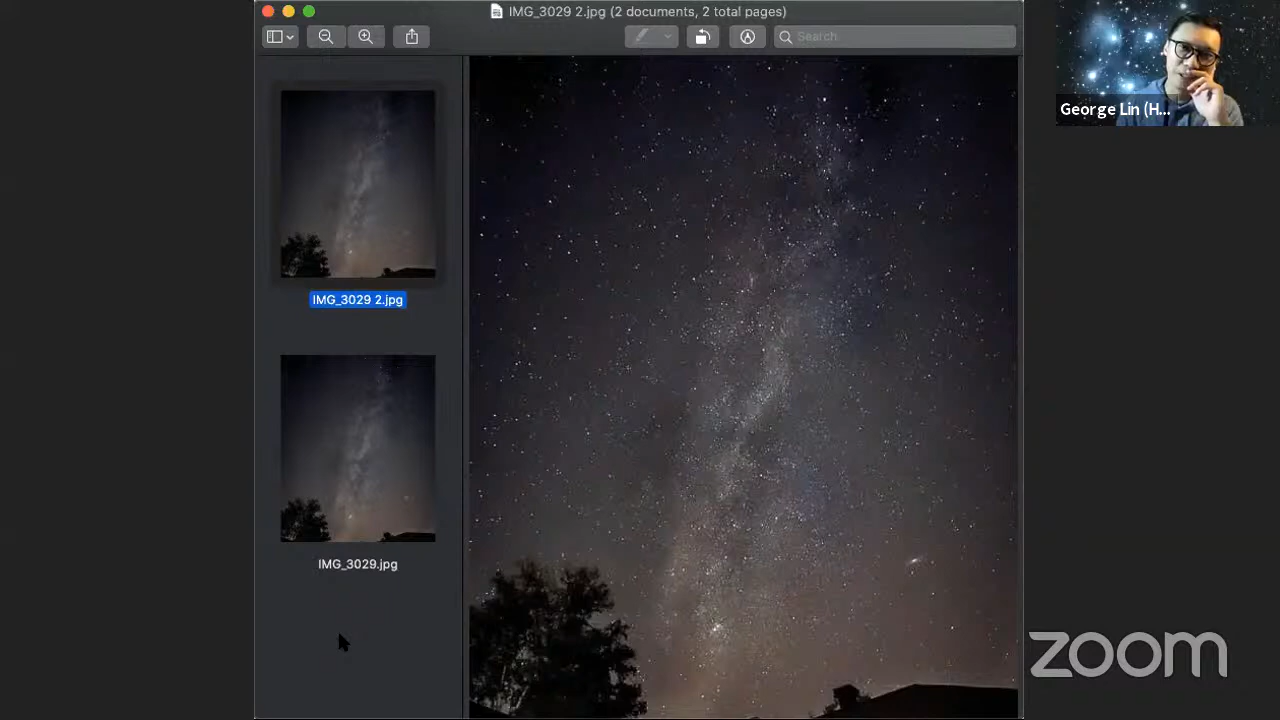 IMG_3029 2.jpg (2 documents, 2 total pages)
Search
George Lin (H...
IMG_3029 2.jpg
IMG_3029.jpg
zoom